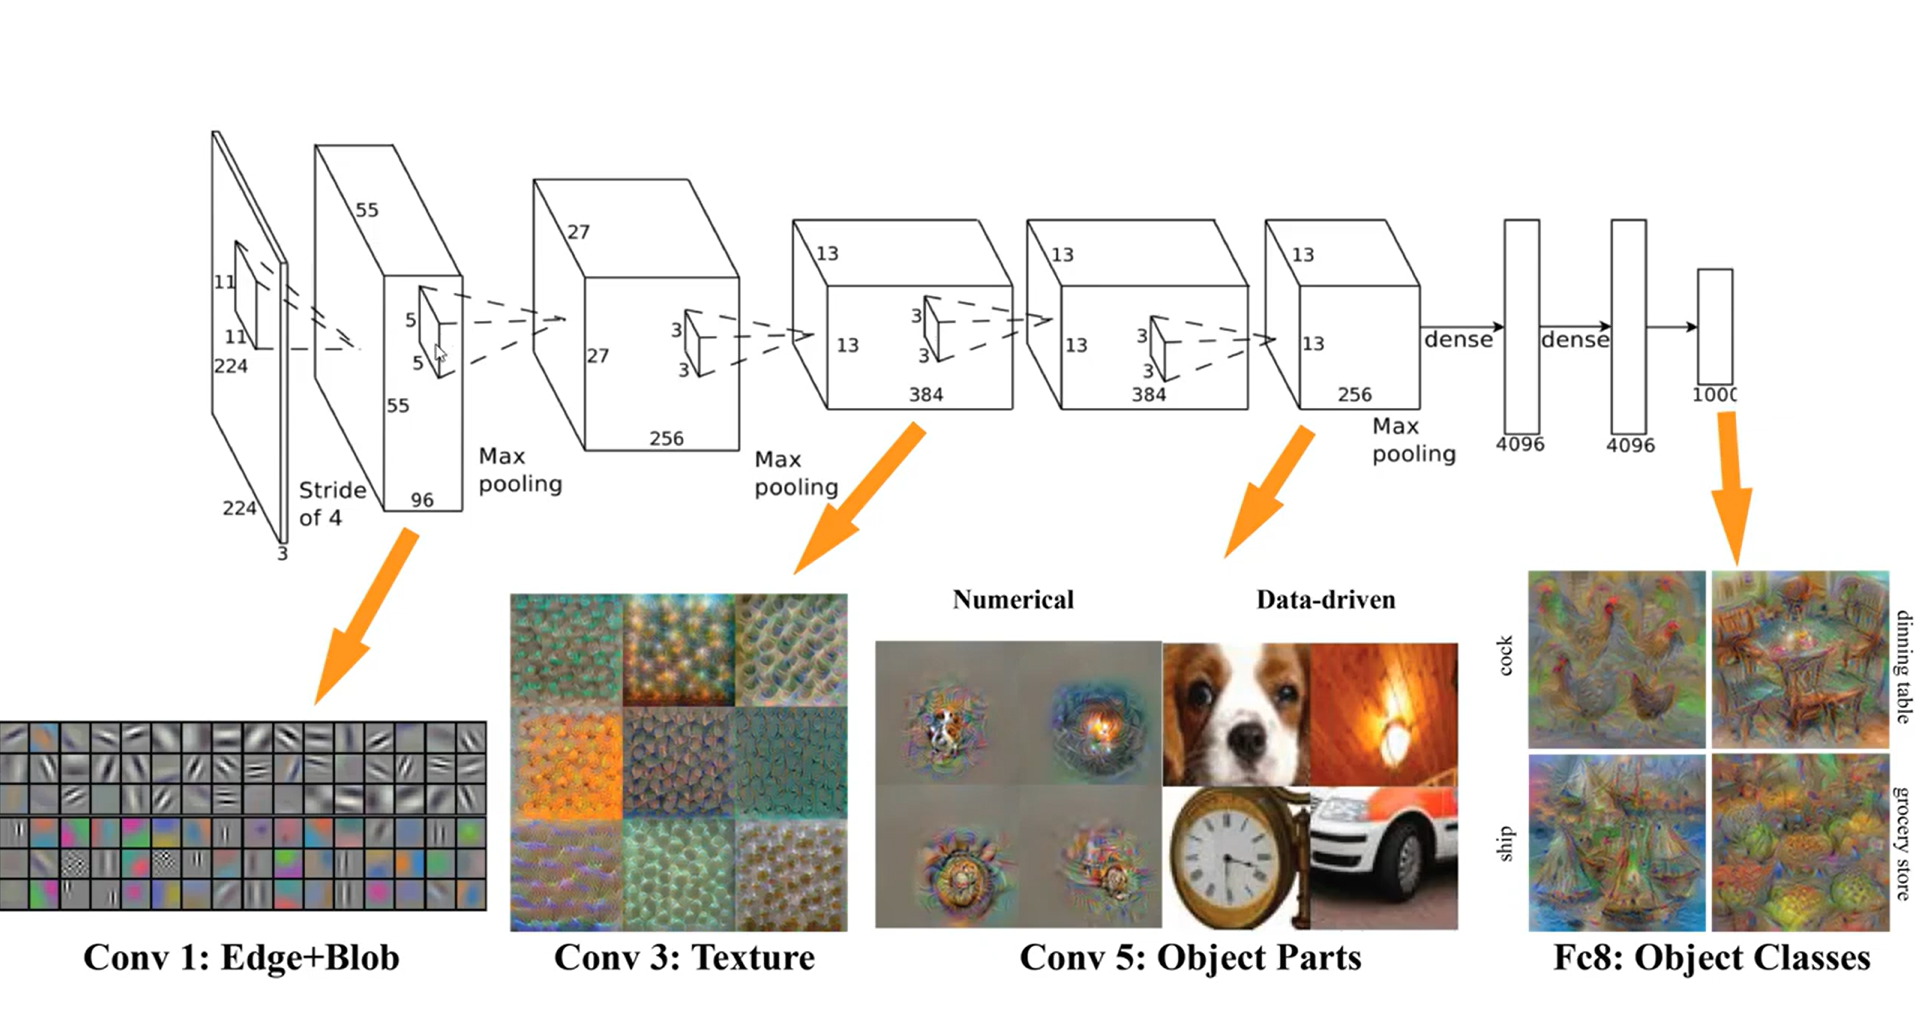 55
27
13
13
13
11
5
3
3
3
11
5
3
3
3
224
55
27
13
13
13
dense
dense
384
384
256
1000
224
96
256
3
Stride
of 4
Max
pooling
Max
pooling
Max
pooling
4096
4096
Numerical
Data-driven
cock
dinning table
ship
grocery store
Conv 1: Edge+Blob
Conv 3: Texture
Conv 5: Object Parts
Fc8: Object Classes